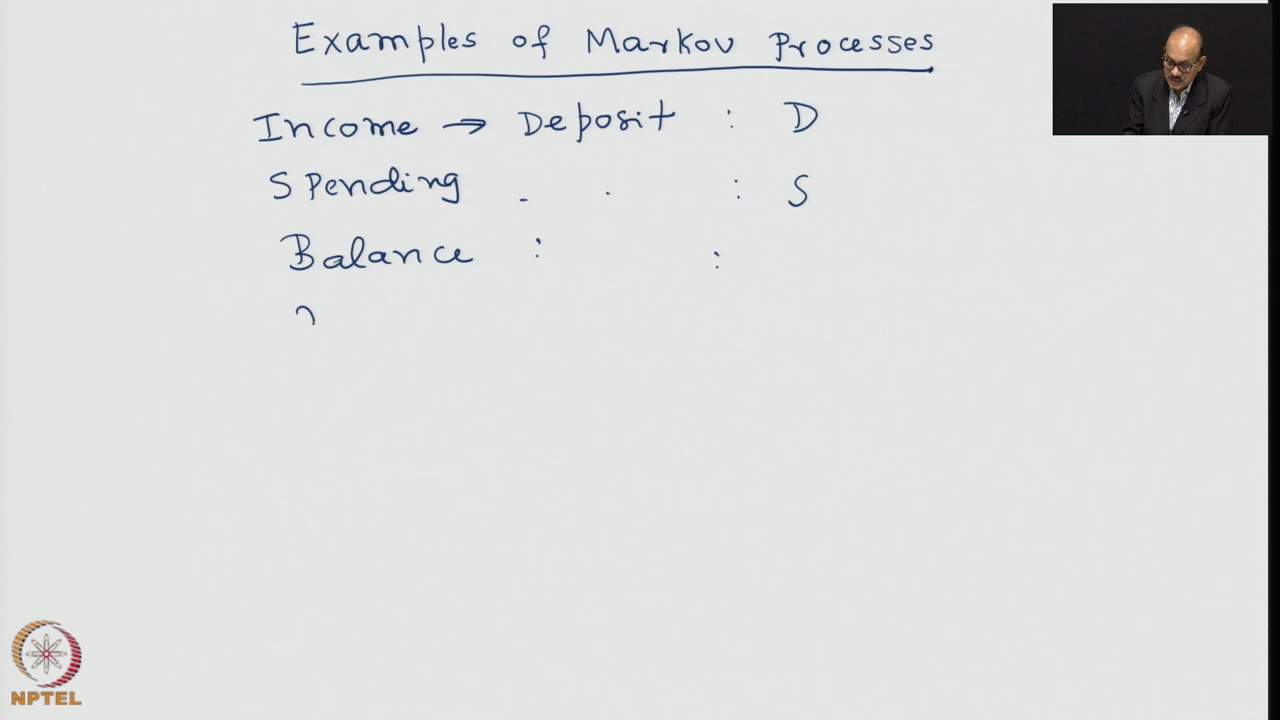 Examples of Markov Processes
Income → Deposit : D
Spending - . : S
Balance : :
NPTEL